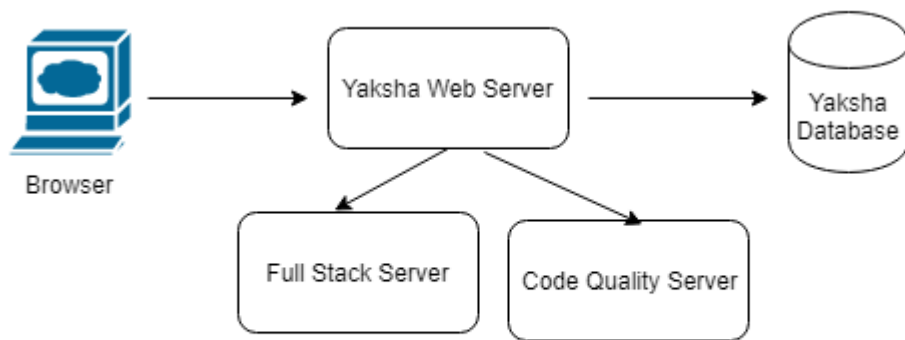 Yaksha Web Server
Yaksha
Database
Browser
Full Stack Server
Code Quality Server